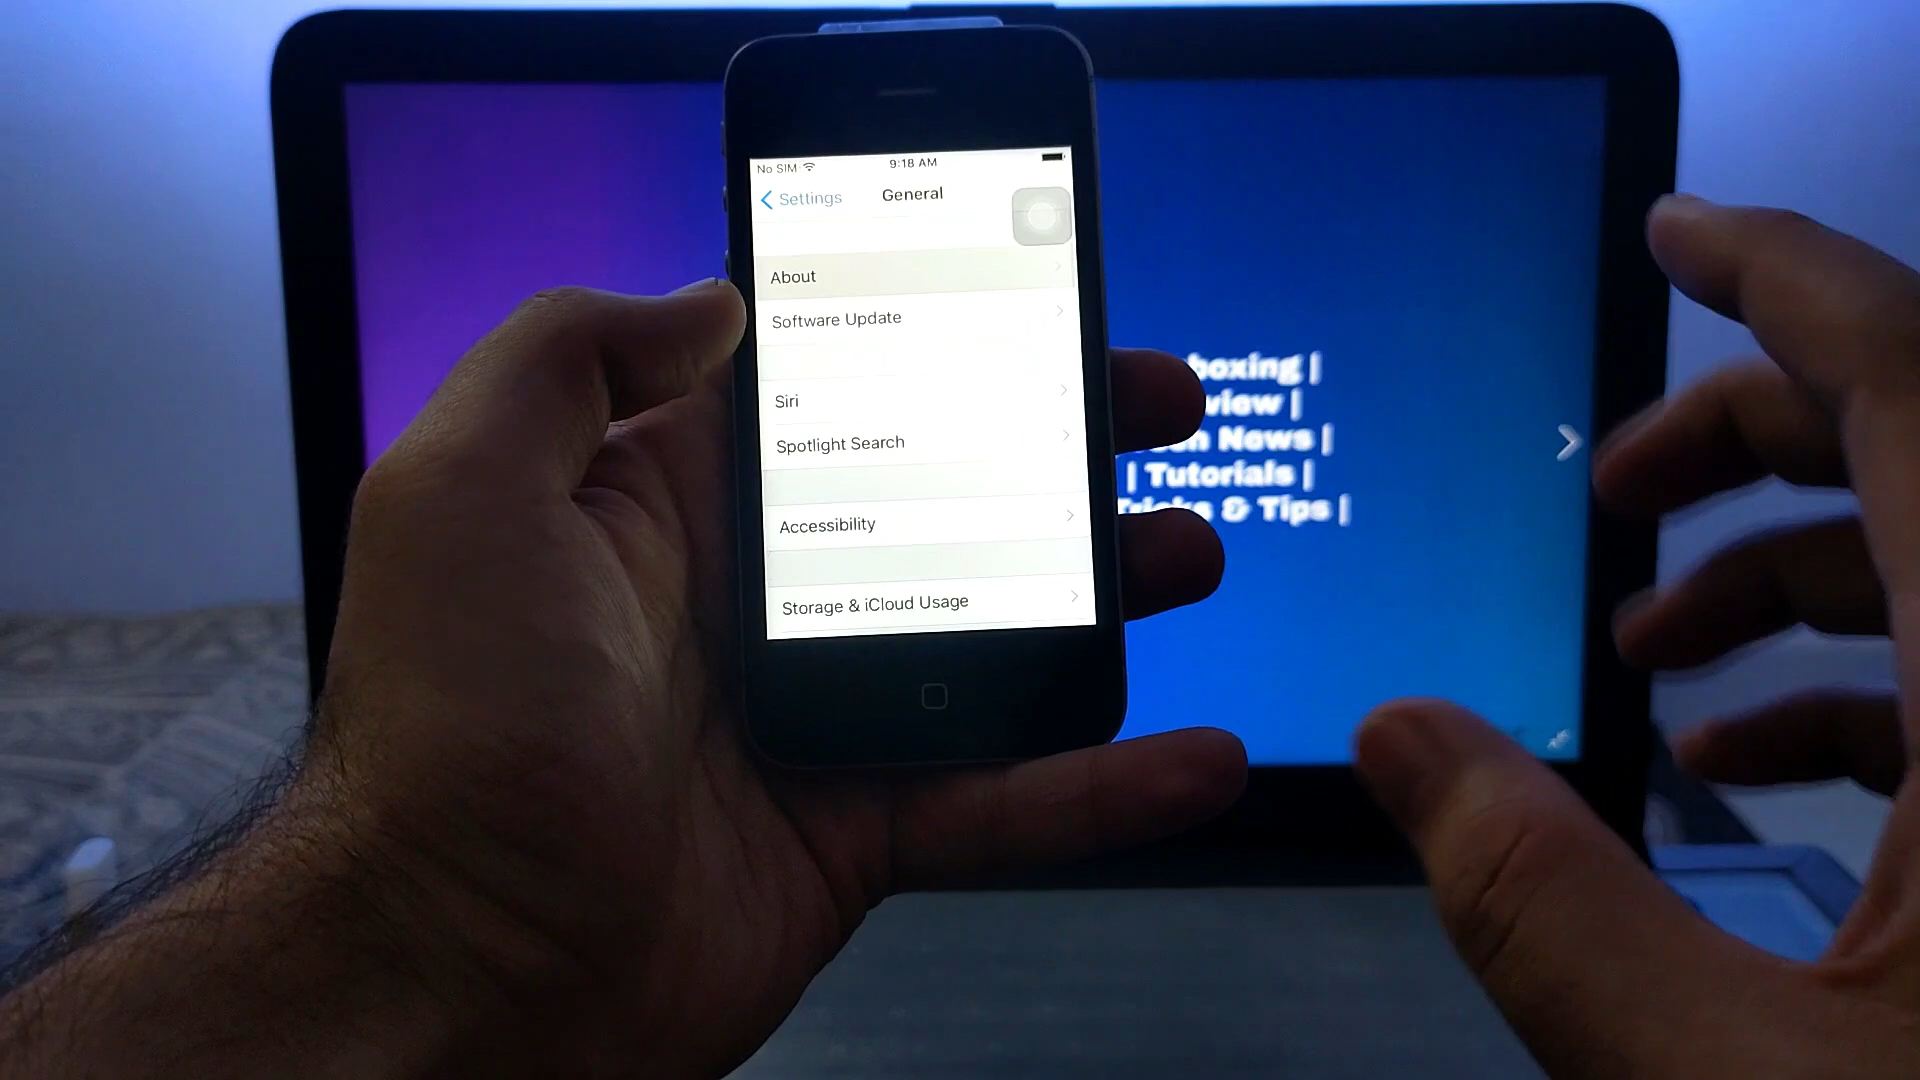 No SIM 9:18 AM
Settings General
About
Software Update
Siri
Spotlight Search
Accessibility
Storage & iCloud Usage
boxing |
view |
News |
| Tutorials |
& Tips |